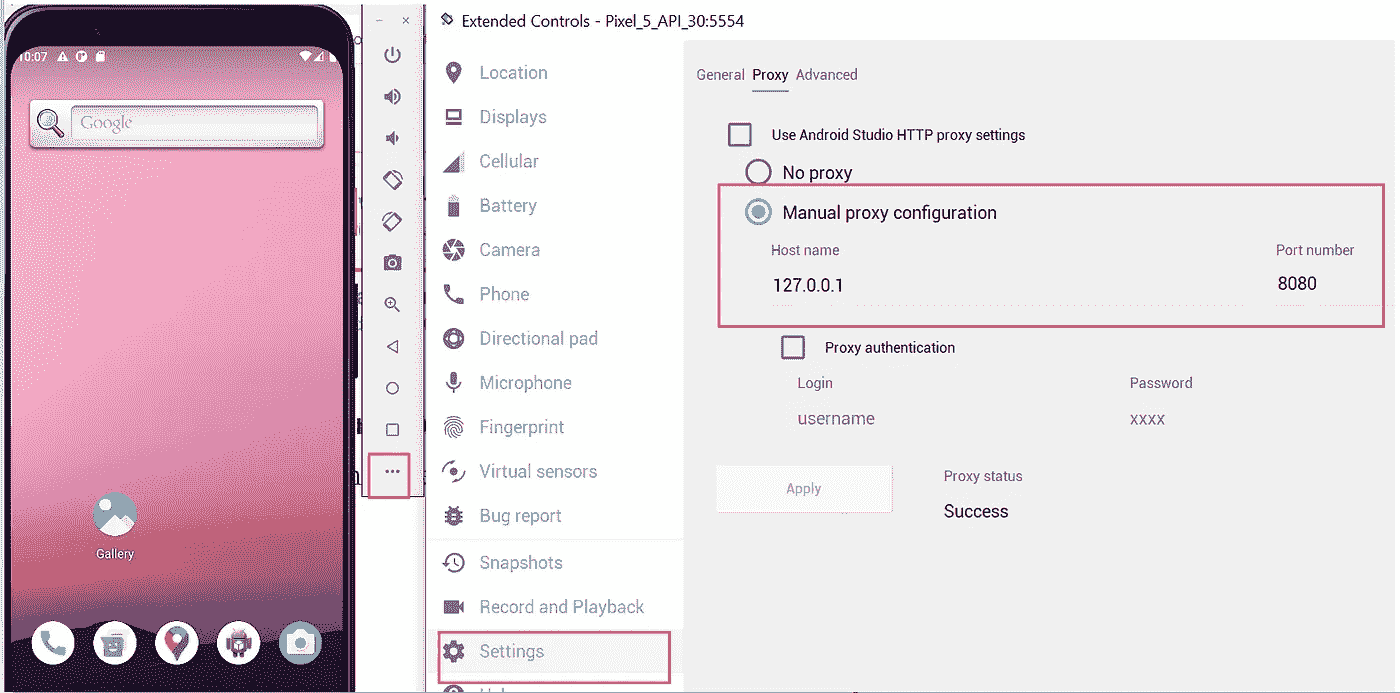 10:07
Google
Gallery
Extended Controls - Pixel_5_API_30:5554
Location
Displays
Cellular
Battery
Camera
Phone
Directional pad
Microphone
Fingerprint
Virtual sensors
Bug report
Snapshots
Record and Playback
Settings
General Proxy Advanced
Use Android Studio HTTP proxy settings
No proxy
Manual proxy configuration
Host name Port number
127.0.0.1 8080
Proxy authentication
Login Password
username xxxx
Apply
Proxy status
Success